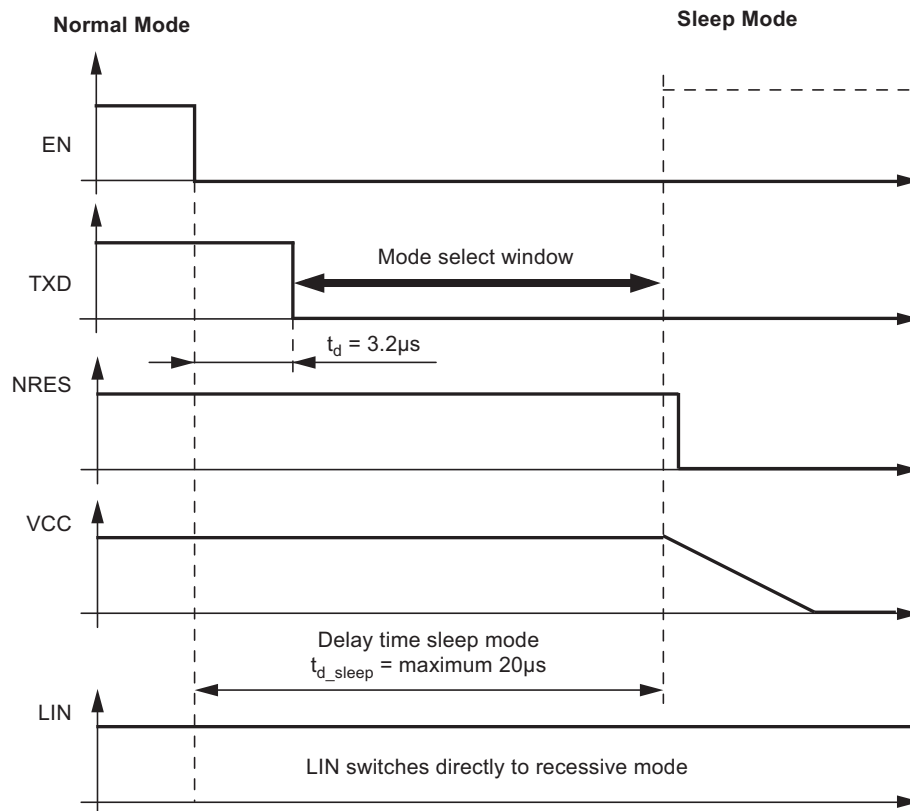 Normal Mode
Sleep Mode
EN
TXD
Mode select window
t_d = 3.2µs
NRES
VCC
Delay time sleep mode
t_d_sleep = maximum 20µs
LIN
LIN switches directly to recessive mode